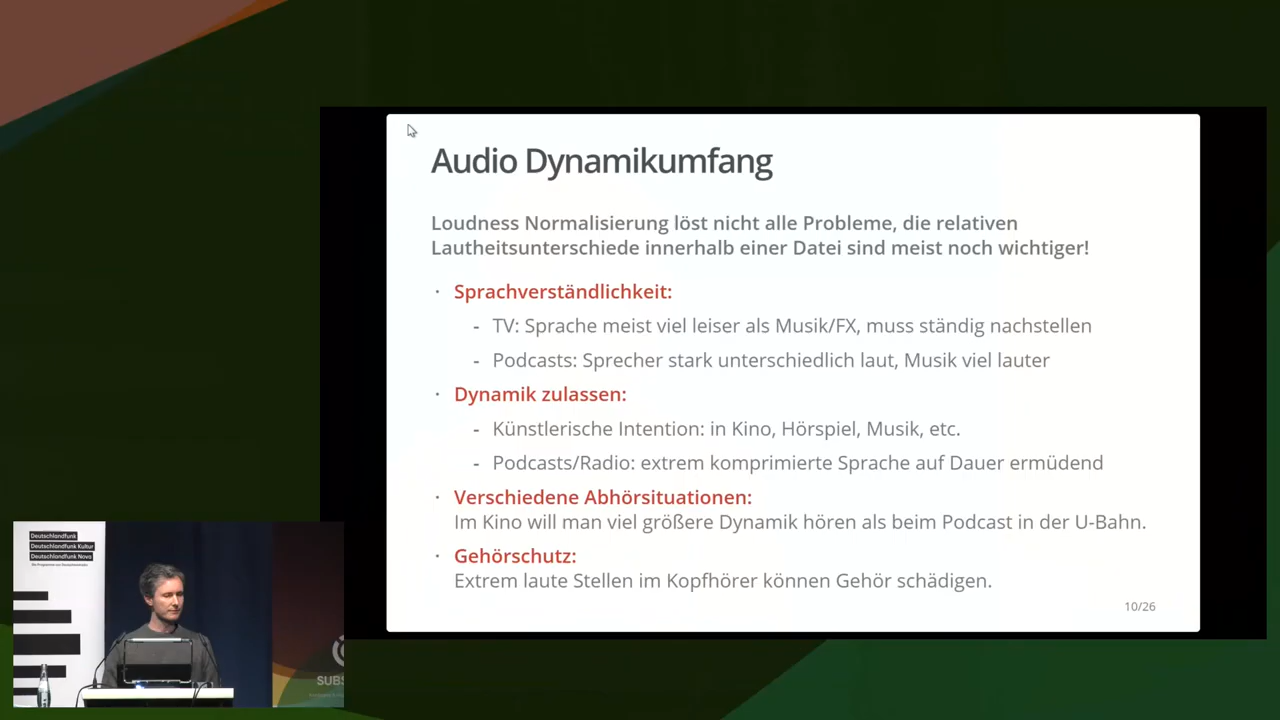 Audio Dynamikumfang
Loudness Normalisierung löst nicht alle Probleme, die relativen
Lautheitsunterschiede innerhalb einer Datei sind meist noch wichtiger!
· Sprachverständlichkeit:
- TV: Sprache meist viel leiser als Musik/FX, muss ständig nachstellen
- Podcasts: Sprecher stark unterschiedlich laut, Musik viel lauter
· Dynamik zulassen:
- Künstlerische Intention: in Kino, Hörspiel, Musik, etc.
- Podcasts/Radio: extrem komprimierte Sprache auf Dauer ermüdend
· Verschiedene Abhörsituationen:
Im Kino will man viel größere Dynamik hören als beim Podcast in der U-Bahn.
· Gehörschutz:
Extrem laute Stellen im Kopfhörer können Gehör schädigen.
10/26
Deutschlandfunk
Deutschlandfunk Kultur
Deutschlandfunk Nova
SUBS